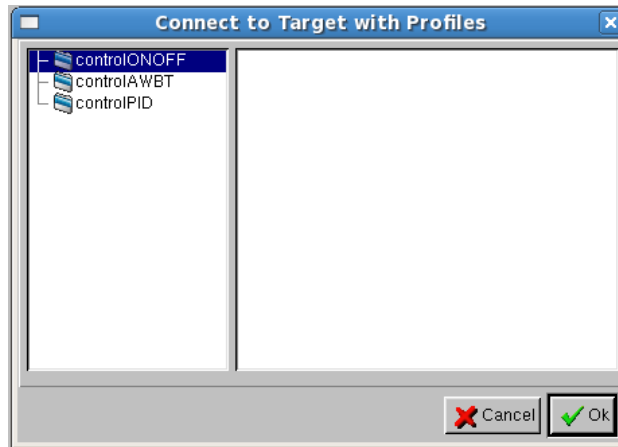 Connect to Target with Profiles
controlONOFF
controlAWBT
controlPID
Cancel
Ok